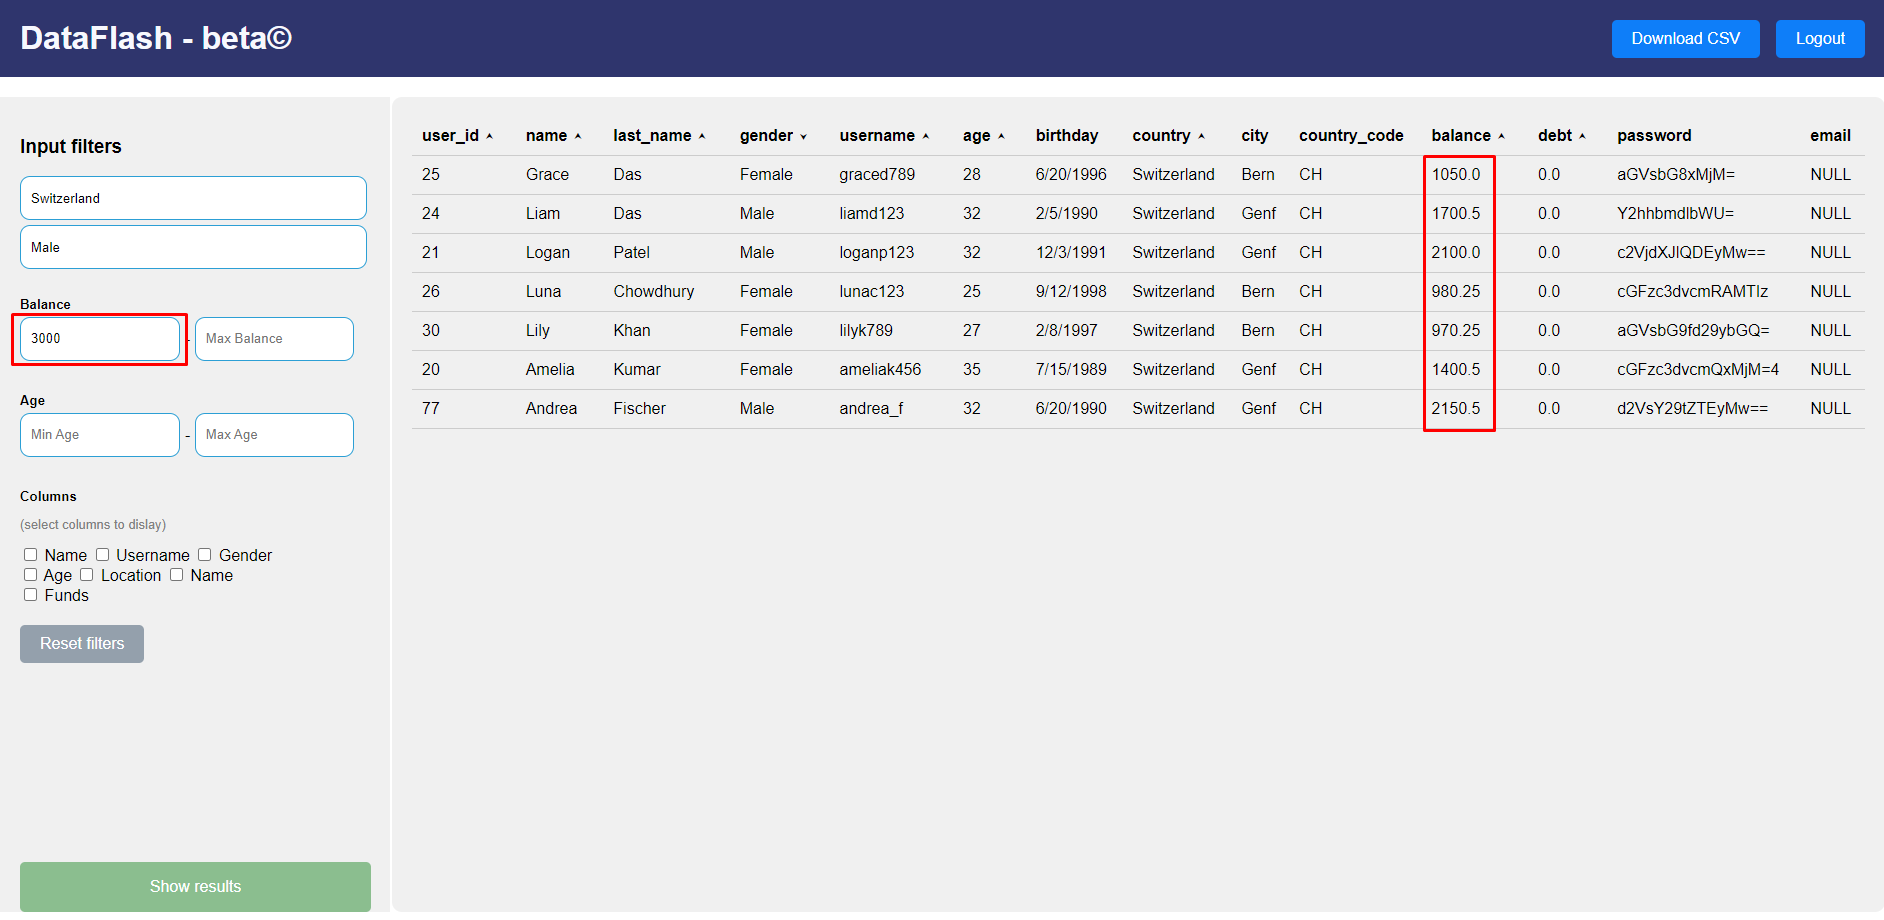 DataFlash - beta©
Download CSV
Logout
Input filters
Switzerland
Male
Balance
3000 - Max Balance
Age
Min Age - Max Age
Columns
(select columns to dislay)
Name Username Gender
Age Location Name
Funds
Reset filters
Show results
user_id name last_name gender username age birthday country city country_code balance debt password email
25 Grace Das Female graced789 28 6/20/1996 Switzerland Bern CH 1050.0 0.0 aGVsbG8xMjM= NULL
24 Liam Das Male liamd123 32 2/5/1990 Switzerland Genf CH 1700.5 0.0 Y2hhbmdlbWU= NULL
21 Logan Patel Male loganp123 32 12/3/1991 Switzerland Genf CH 2100.0 0.0 c2VjdXJlQDEyMw== NULL
26 Luna Chowdhury Female lunac123 25 9/12/1998 Switzerland Bern CH 980.25 0.0 cGFzc3dvcmRAMTIz NULL
30 Lily Khan Female lilyk789 27 2/8/1997 Switzerland Bern CH 970.25 0.0 aGVsbG9fd29ybGQ= NULL
20 Amelia Kumar Female ameliak456 35 7/15/1989 Switzerland Genf CH 1400.5 0.0 cGFzc3dvcmQxMjM=4 NULL
77 Andrea Fischer Male andrea_f 32 6/20/1990 Switzerland Genf CH 2150.5 0.0 d2VsY29tZTEyMw== NULL